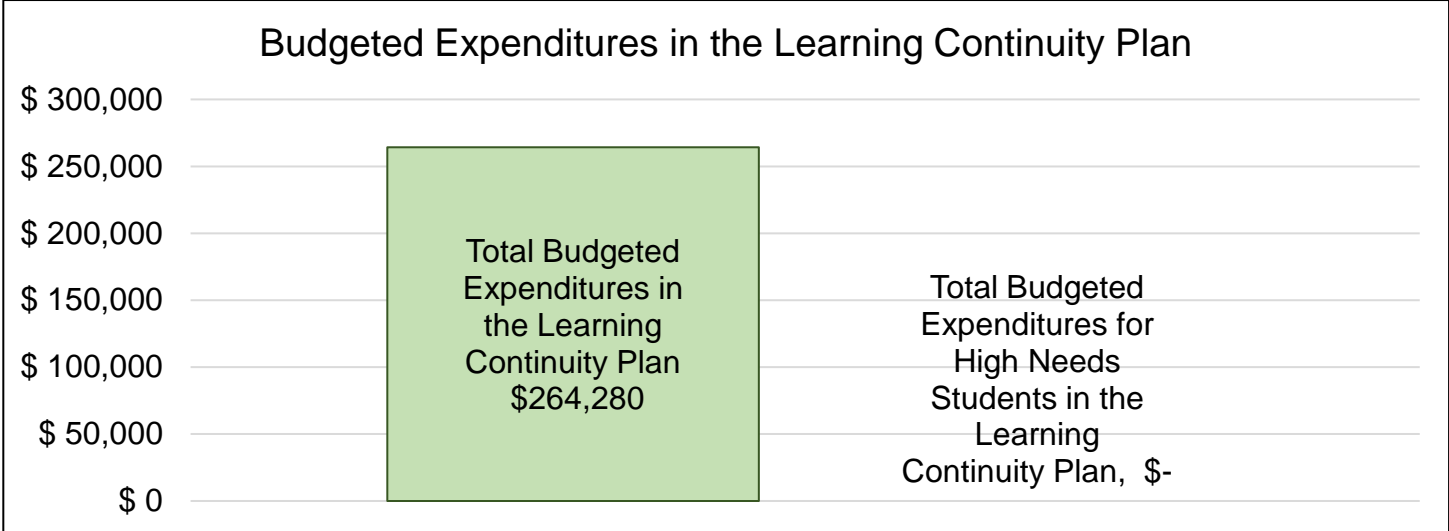 Budgeted Expenditures in the Learning Continuity Plan
$ 300,000
$ 250,000
$ 200,000
$ 150,000
$ 100,000
$ 50,000
$ 0
Total Budgeted
Expenditures in
the Learning
Continuity Plan
$264,280
Total Budgeted
Expenditures for
High Needs
Students in the
Learning
Continuity Plan, $-